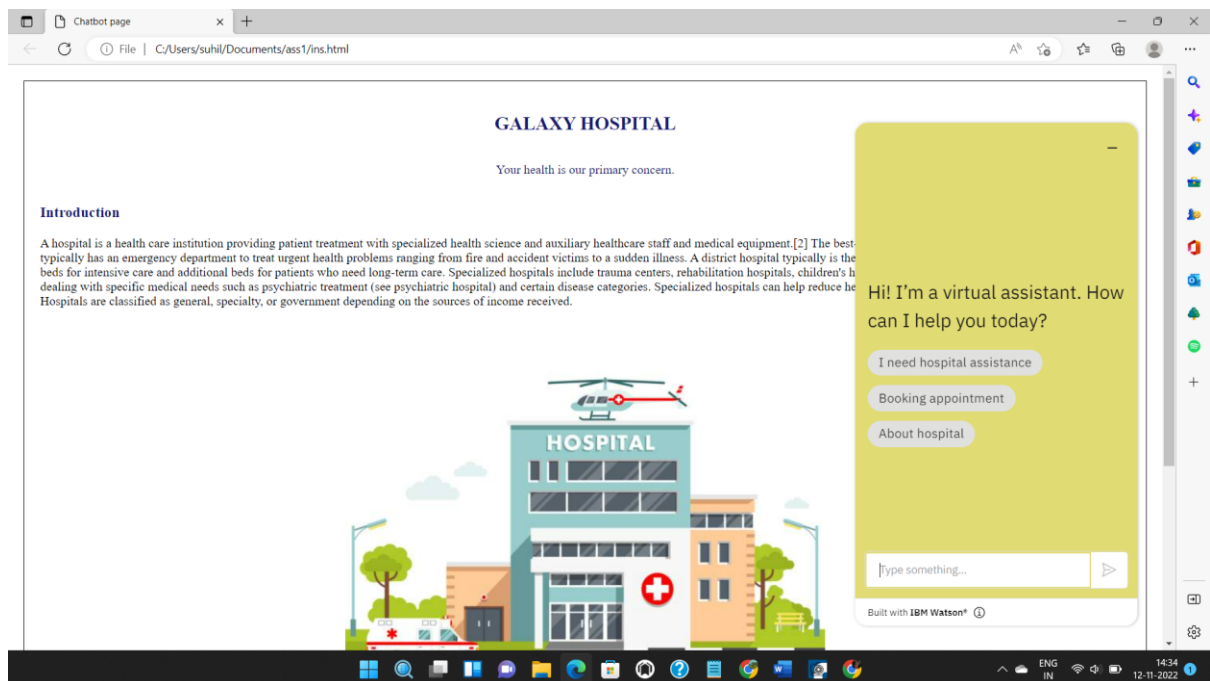 Chatbot page
File | C:/Users/suhil/Documents/ass1/ins.html
GALAXY HOSPITAL
Your health is our primary concern.
Introduction
A hospital is a health care institution providing patient treatment with specialized health science and auxiliary healthcare staff and medical equipment.[2] The best-
typically has an emergency department to treat urgent health problems ranging from fire and accident victims to a sudden illness. A district hospital typically is the
beds for intensive care and additional beds for patients who need long-term care. Specialized hospitals include trauma centers, rehabilitation hospitals, children's h
dealing with specific medical needs such as psychiatric treatment (see psychiatric hospital) and certain disease categories. Specialized hospitals can help reduce he
Hospitals are classified as general, specialty, or government depending on the sources of income received.
HOSPITAL
Hi! I'm a virtual assistant. How
can I help you today?
I need hospital assistance
Booking appointment
About hospital
Type something...
Built with IBM Watson®
ENG
IN
14:34
12-11-2022
1